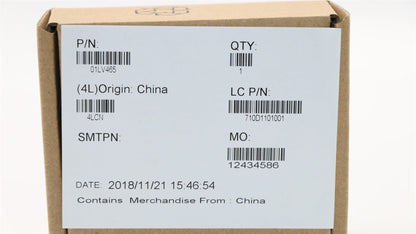 P/N: QTY:
01LV465 1
(4L)Origin: China LC P/N:
4LCN 710D1101001
SMTPN: MO:
12434586
DATE: 2018/11/21 15:46:54
Contains Merchandise From : China